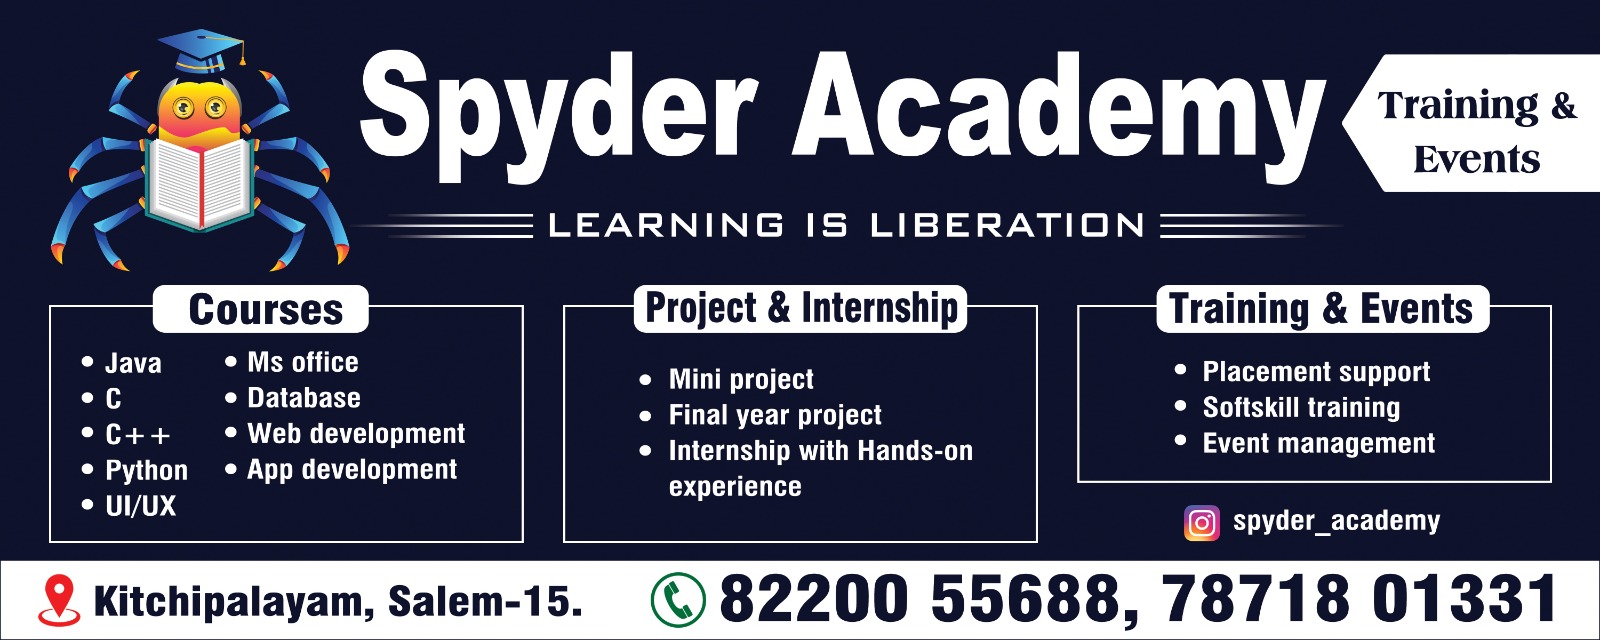 Spyder Academy
Training &
Events
LEARNING IS LIBERATION
Courses
• Java
• C
• C++
• Python
• UI/UX
• Ms office
• Database
• Web development
• App development
Project & Internship
• Mini project
• Final year project
• Internship with Hands-on
experience
Training & Events
• Placement support
• Softskill training
• Event management
spyder_academy
Kitchipalayam, Salem-15.
82200 55688, 78718 01331